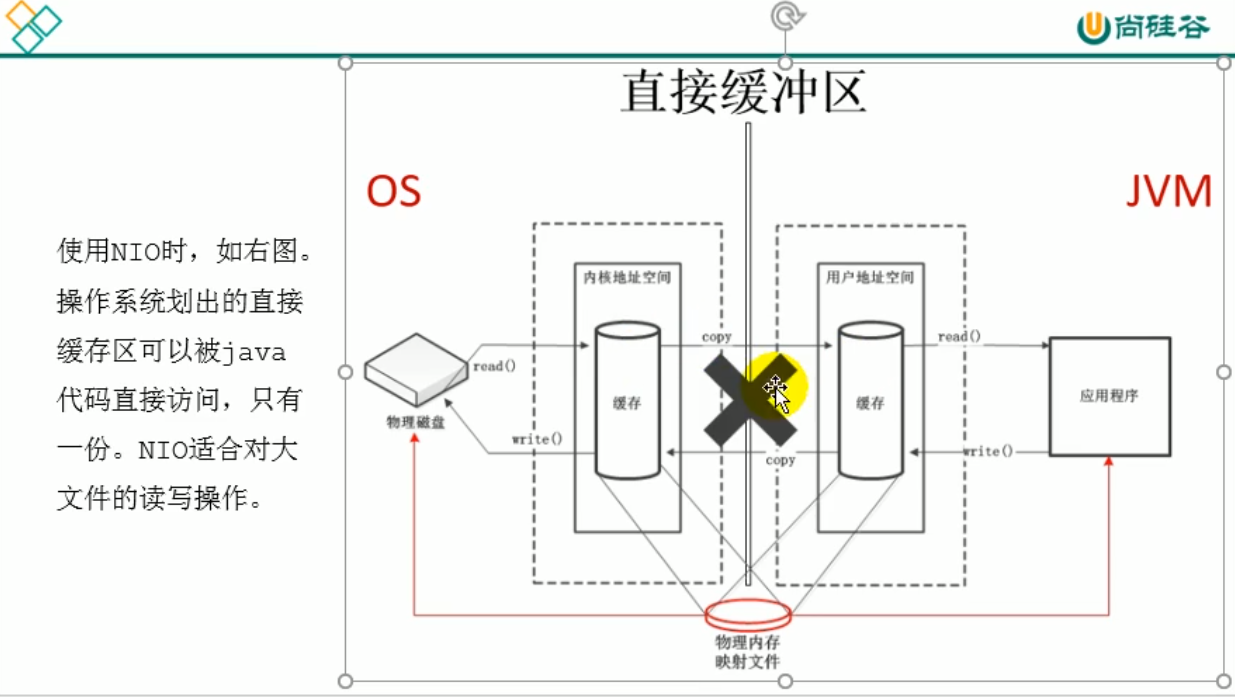 尚硅谷
直接缓冲区
OS
JVM
使用NIO时，如右图。
操作系统划出的直接
缓存区可以被java
代码直接访问，只有
一份。NIO适合对大
文件的读写操作。
内核地址空间
用户地址空间
copy
read()
read()
缓存
缓存
应用程序
物理磁盘
write()
copy
write()
物理内存
映射文件